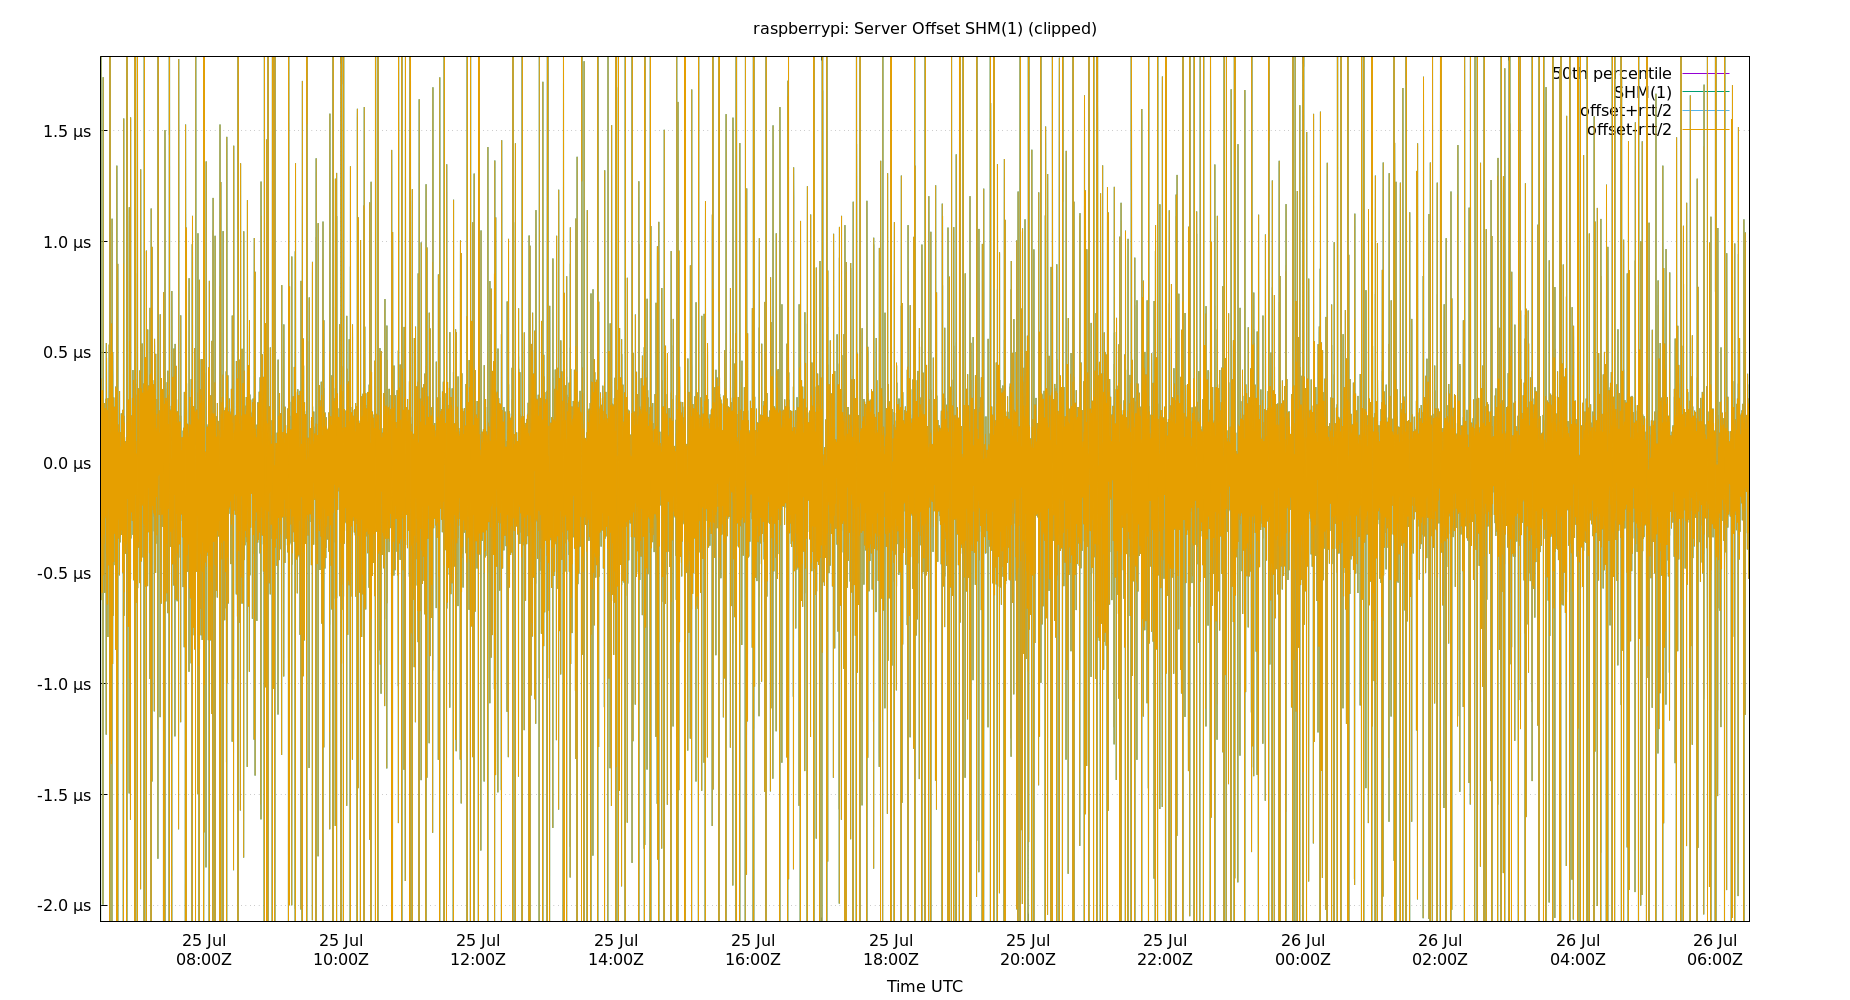 raspberrypi: Server Offset SHM(1) (clipped)
50th percentile
SHM(1)
offset+rtt/2
offset-rtt/2
1.5 µs
1.0 µs
0.5 µs
0.0 µs
-0.5 µs
-1.0 µs
-1.5 µs
-2.0 µs
25 Jul 25 Jul 25 Jul 25 Jul 25 Jul 25 Jul 25 Jul 25 Jul 26 Jul 26 Jul 26 Jul 26 Jul
08:00Z 10:00Z 12:00Z 14:00Z 16:00Z 18:00Z 20:00Z 22:00Z 00:00Z 02:00Z 04:00Z 06:00Z
Time UTC